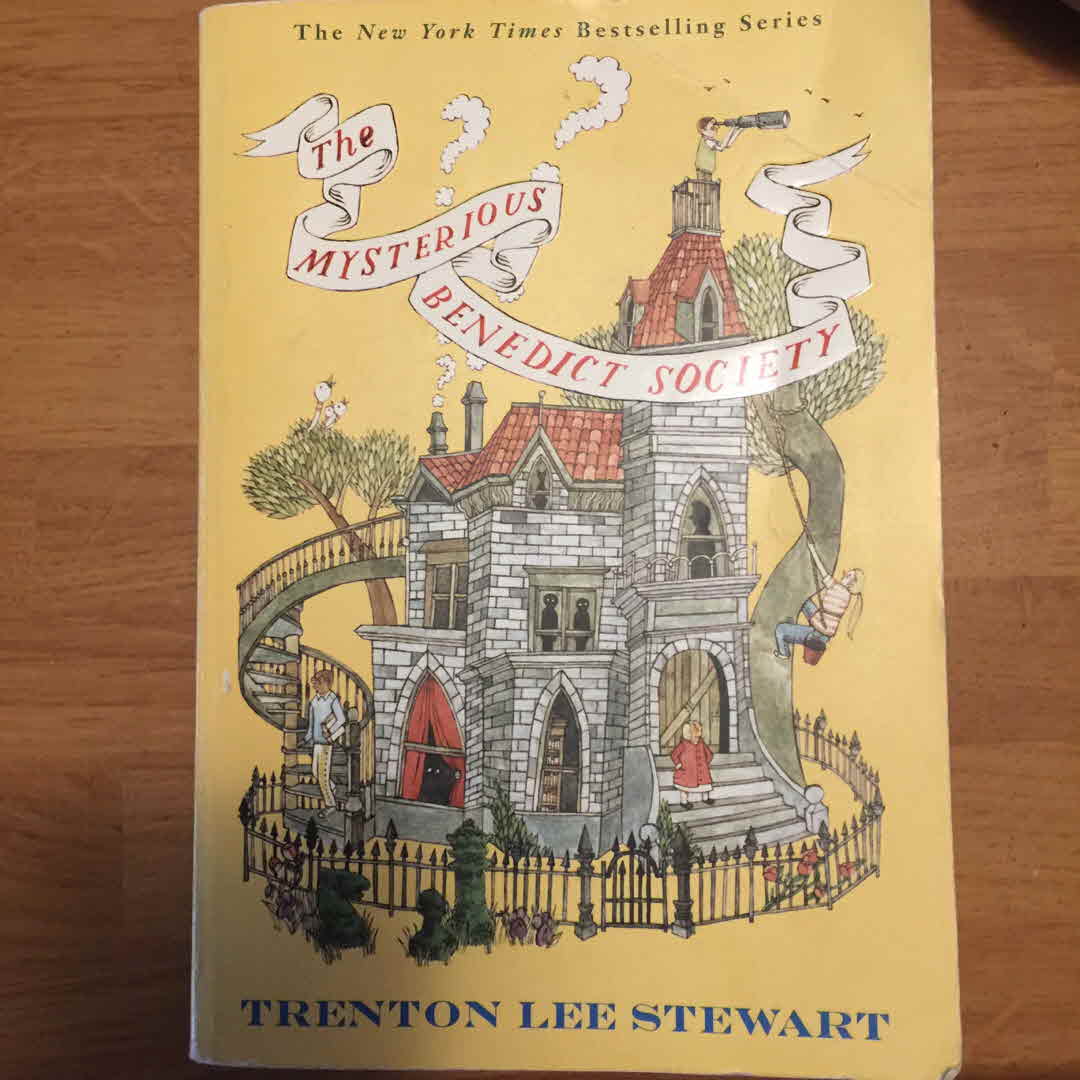 The New York Times Bestselling Series
The
MYSTERIOUS
BENEDICT SOCIETY
TRENTON LEE STEWART